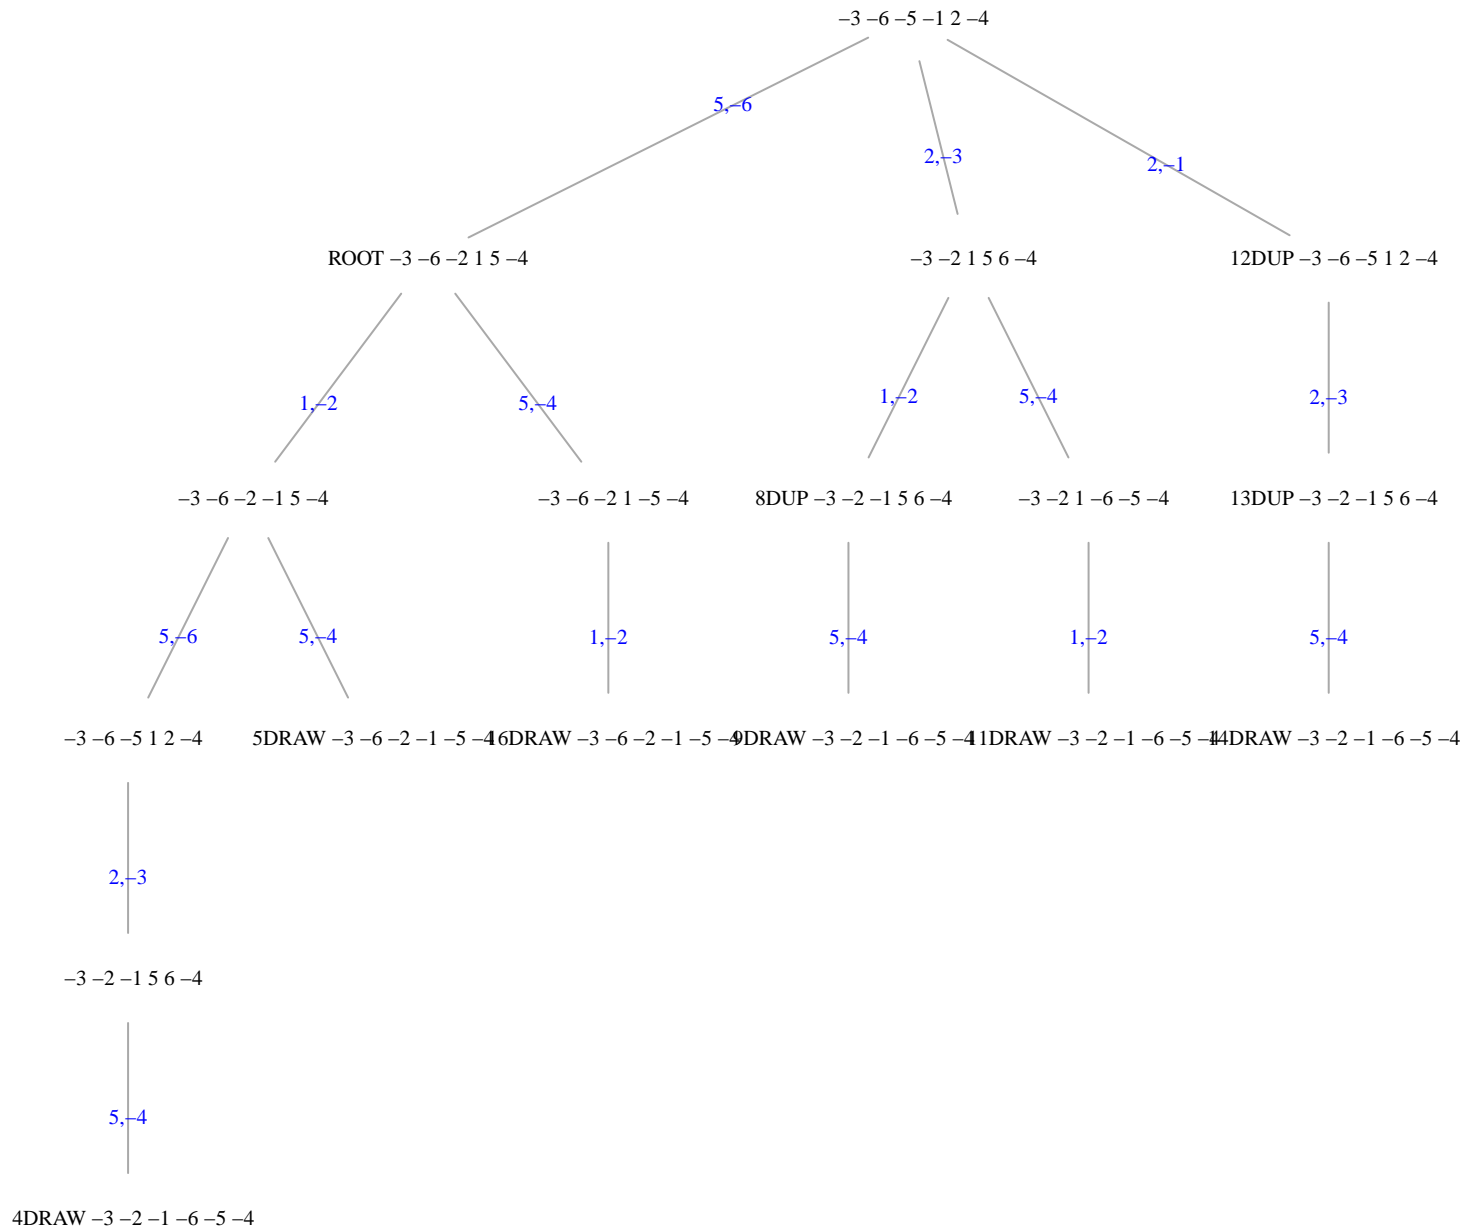 –3 –6 –5 –1 2 –4
5,–6
2,–3
2,–1
ROOT –3 –6 –2 1 5 –4
–3 –2 1 5 6 –4
12DUP –3 –6 –5 1 2 –4
1,–2
5,–4
1,–2
5,–4
2,–3
–3 –6 –2 –1 5 –4
–3 –6 –2 1 –5 –4
8DUP –3 –2 –1 5 6 –4
–3 –2 1 –6 –5 –4
13DUP –3 –2 –1 5 6 –4
5,–6
5,–4
1,–2
5,–4
1,–2
5,–4
–3 –6 –5 1 2 –4
5DRAW –3 –6 –2 –1 –5 –4
16DRAW –3 –6 –2 –1 –5 –4
9DRAW –3 –2 –1 –6 –5 –4
11DRAW –3 –2 –1 –6 –5 –4
14DRAW –3 –2 –1 –6 –5 –4
2,–3
–3 –2 –1 5 6 –4
5,–4
4DRAW –3 –2 –1 –6 –5 –4